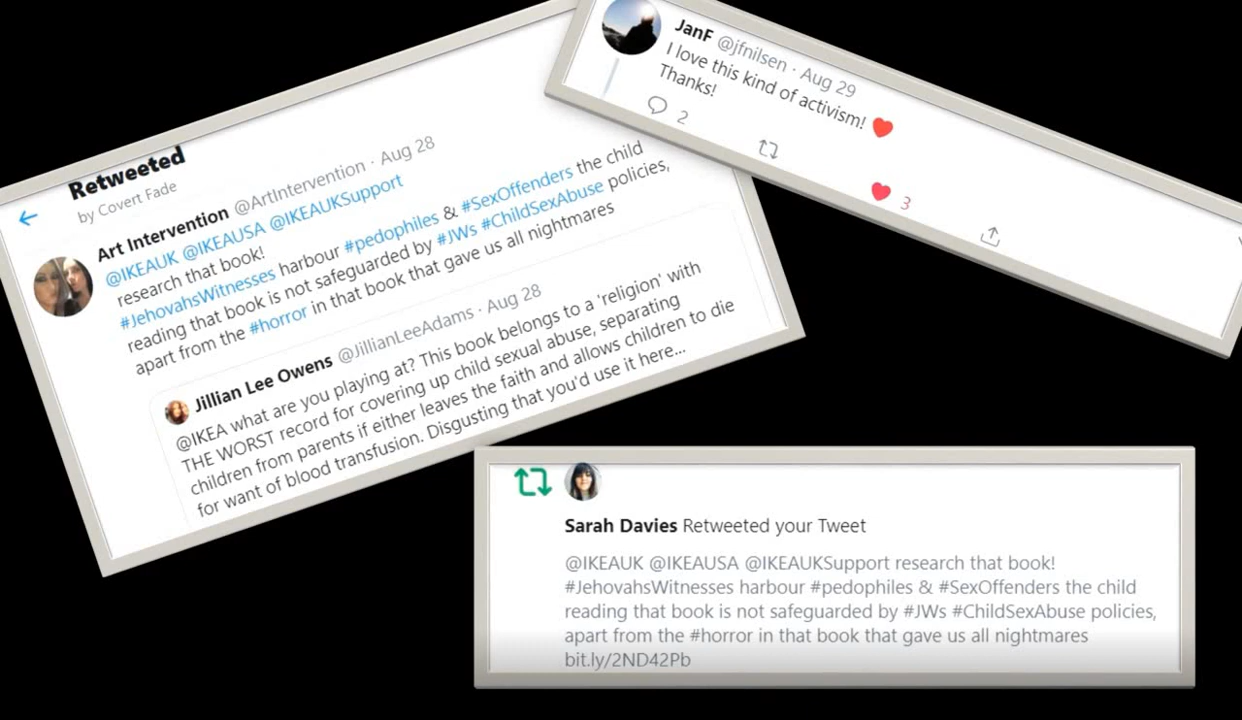 Retweeted
by Covert Fade
Art Intervention @ArtIntervention · Aug 28
@IKEAUK @IKEAUSA @IKEAUKSupport
research that book!
#JehovahsWitnesses harbour #pedophiles & #SexOffenders the child
reading that book is not safeguarded by #JWs #ChildSexAbuse policies,
apart from the #horror in that book that gave us all nightmares
Jillian Lee Owens @JillianLeeAdams · Aug 28
@IKEA what are you playing at? This book belongs to a 'religion' with
THE WORST record for covering up child sexual abuse, separating
children from parents if either leaves the faith and allows children to die
for want of blood transfusion. Disgusting that you'd use it here...
JanF @jfnilsen · Aug 29
I love this kind of activism! ❤
Thanks!
2
3
Sarah Davies Retweeted your Tweet
@IKEAUK @IKEAUSA @IKEAUKSupport research that book!
#JehovahsWitnesses harbour #pedophiles & #SexOffenders the child
reading that book is not safeguarded by #JWs #ChildSexAbuse policies,
apart from the #horror in that book that gave us all nightmares
bit.ly/2ND42Pb